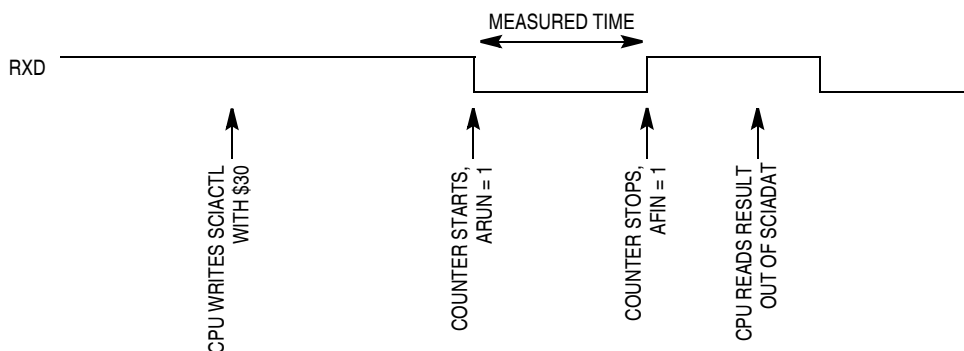 MEASURED TIME
RXD
CPU WRITES SCIACTL
WITH $30
COUNTER STARTS,
ARUN = 1
COUNTER STOPS,
AFIN = 1
CPU READS RESULT
OUT OF SCIADAT